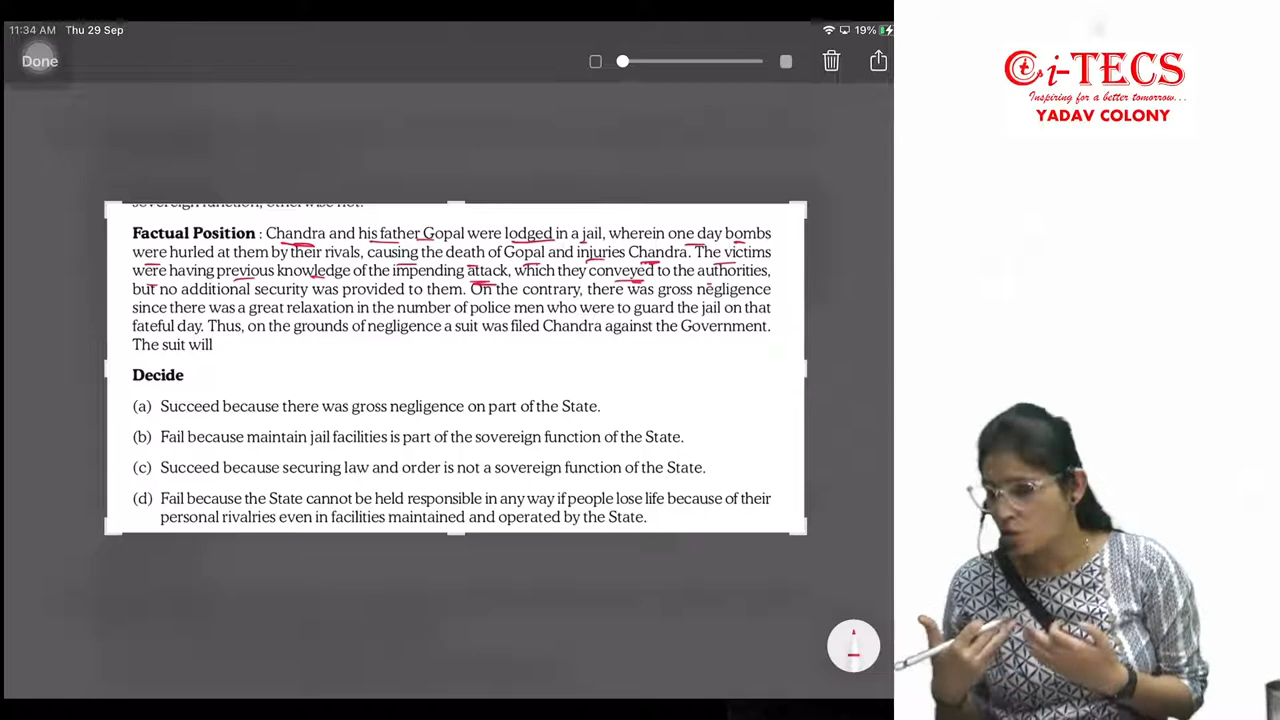 11:34 AM Thu 29 Sep
19%
Done
i-TECS
Inspiring for a better tomorrow...
YADAV COLONY
sovereign function, otherwise not.
Factual Position : Chandra and his father Gopal were lodged in a jail, wherein one day bombs
were hurled at them by their rivals, causing the death of Gopal and injuries Chandra. The victims
were having previous knowledge of the impending attack, which they conveyed to the authorities,
but no additional security was provided to them. On the contrary, there was gross negligence
since there was a great relaxation in the number of police men who were to guard the jail on that
fateful day. Thus, on the grounds of negligence a suit was filed Chandra against the Government.
The suit will
Decide
(a) Succeed because there was gross negligence on part of the State.
(b) Fail because maintain jail facilities is part of the sovereign function of the State.
(c) Succeed because securing law and order is not a sovereign function of the State.
(d) Fail because the State cannot be held responsible in any way if people lose life because of their
personal rivalries even in facilities maintained and operated by the State.